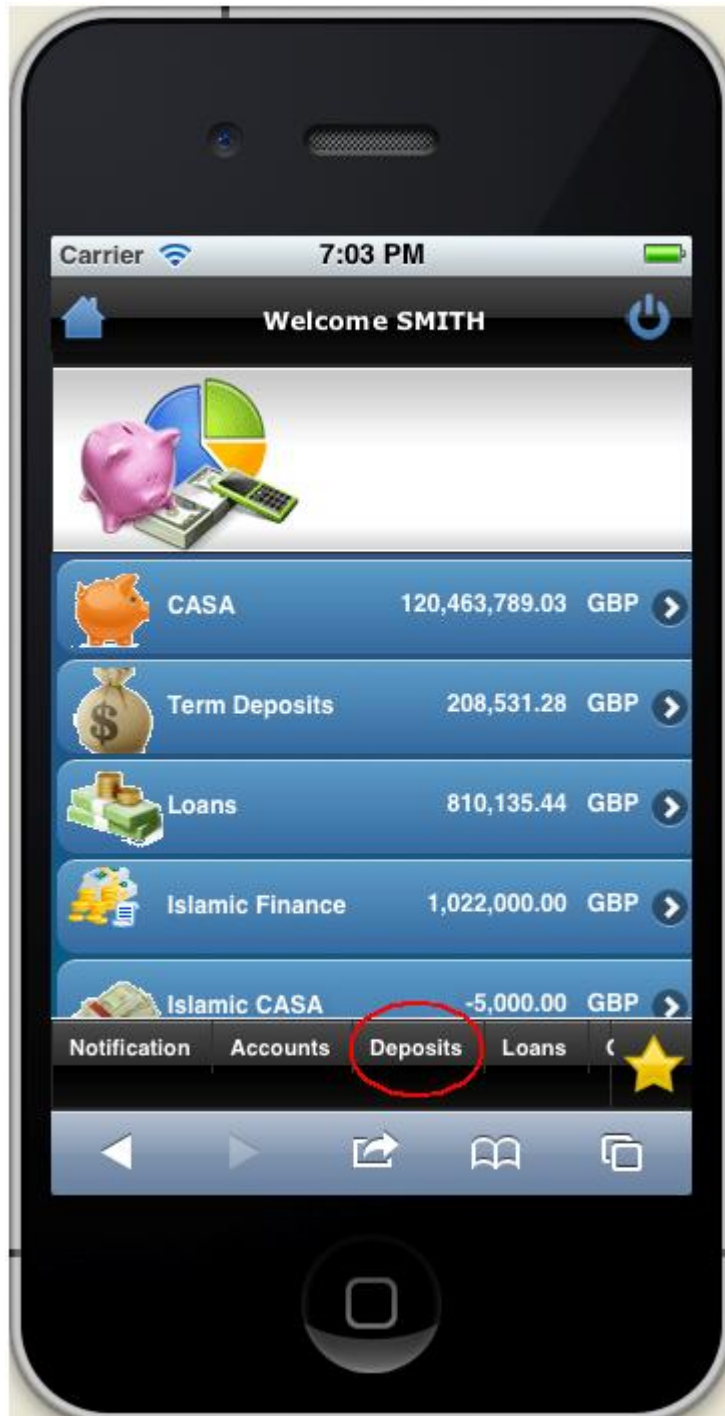 Carrier 7:03 PM
Welcome SMITH
CASA 120,463,789.03 GBP
Term Deposits 208,531.28 GBP
Loans 810,135.44 GBP
Islamic Finance 1,022,000.00 GBP
Islamic CASA -5,000.00 GBP
Notification Accounts Deposits Loans